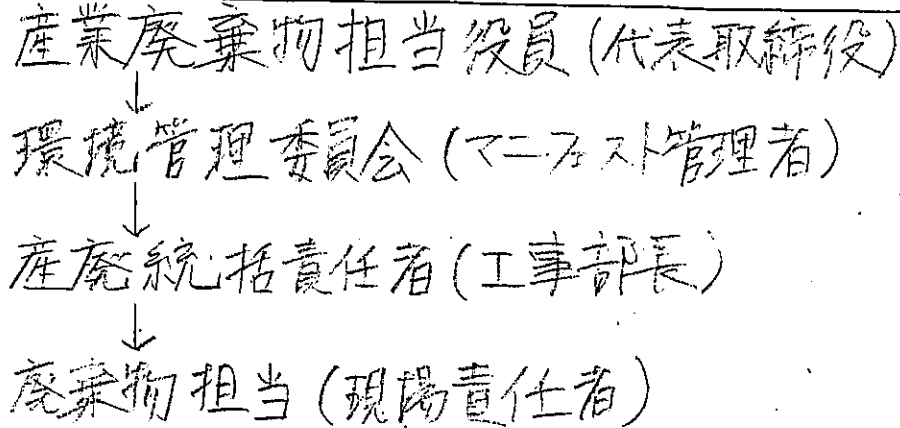 産業廃棄物担当役員(代表取締役)
↓
環境管理委員会(マニフェスト管理者)
↓
産廃統括責任者(工事部長)
↓
廃棄物担当(現場責任者)